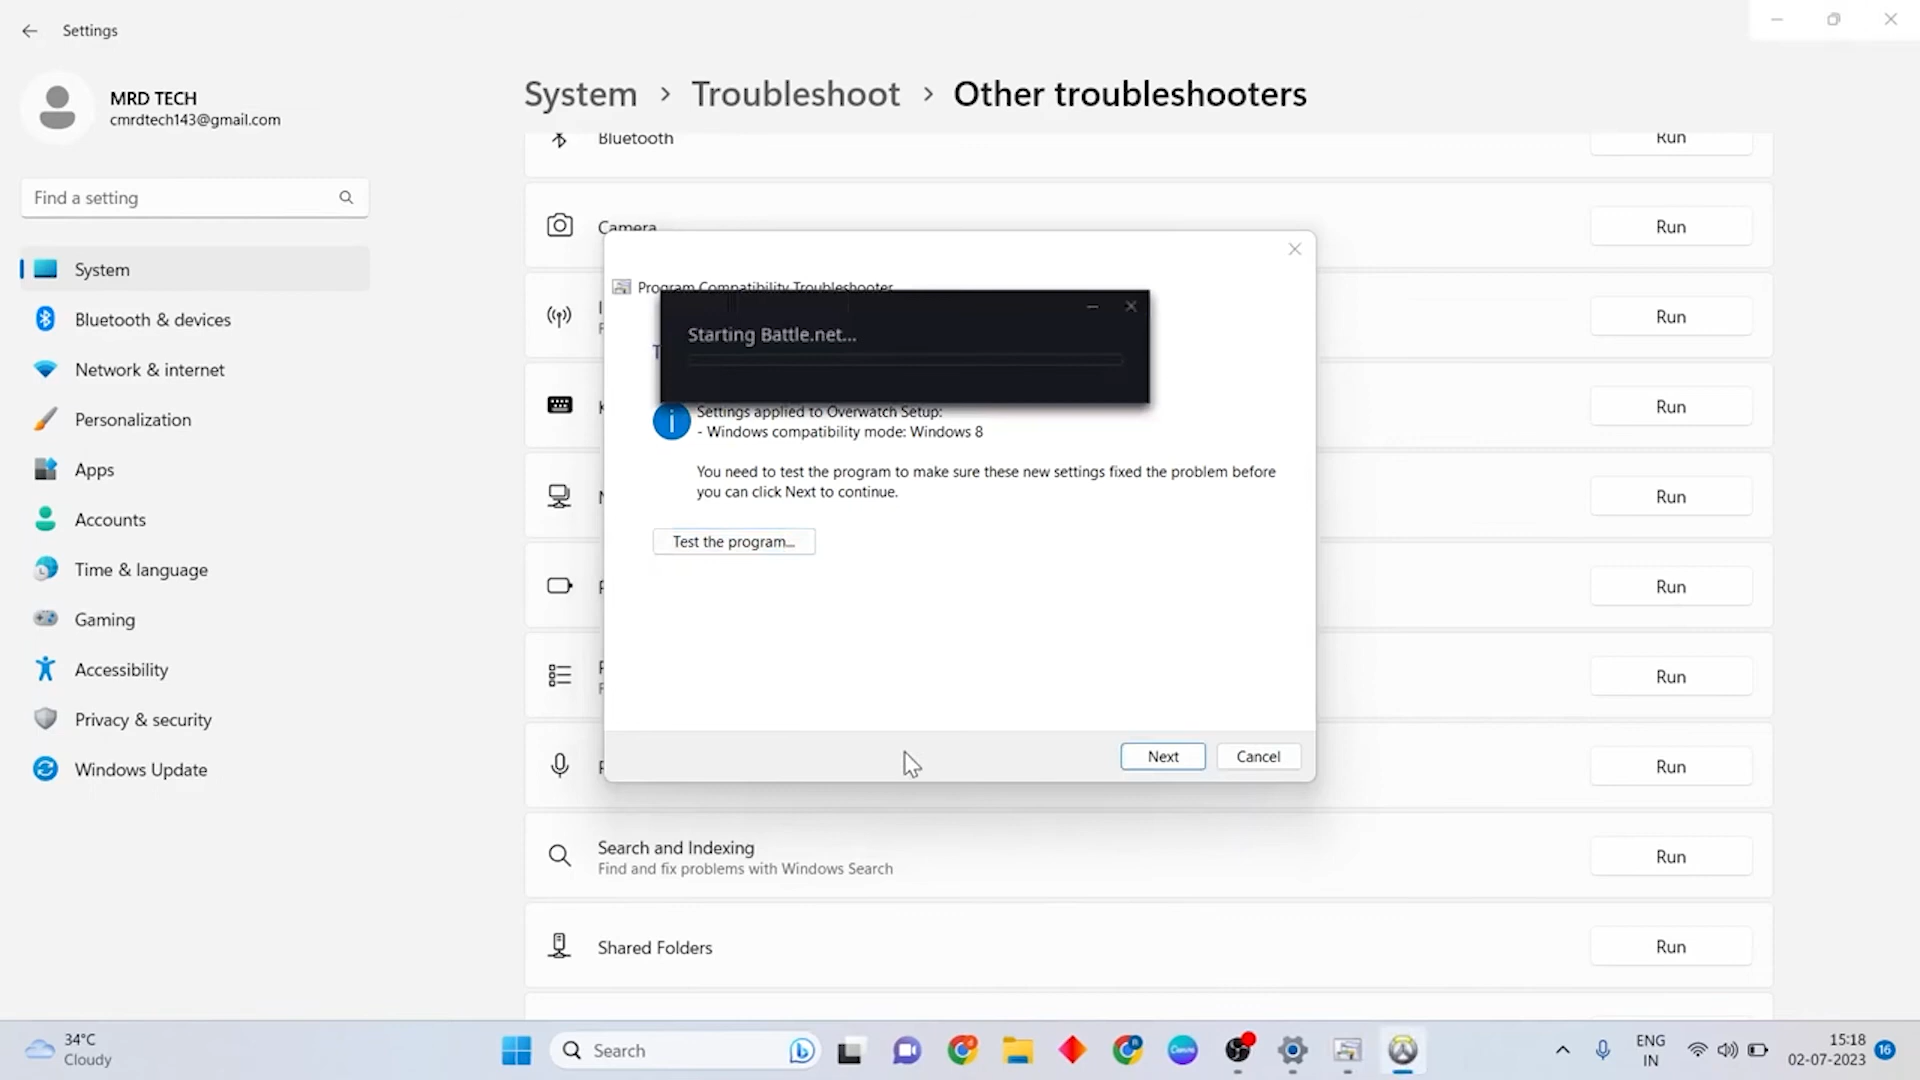 Settings
MRD TECH
cmrdtech143@gmail.com
Find a setting
System
Bluetooth & devices
Network & internet
Personalization
Apps
Accounts
Time & language
Gaming
Accessibility
Privacy & security
Windows Update
System > Troubleshoot > Other troubleshooters
Bluetooth Run
Camera Run
Run
Run
Run
Run
Run
Run
Program Compatibility Troubleshooter
Starting Battle.net...
Settings applied to Overwatch Setup:
- Windows compatibility mode: Windows 8
You need to test the program to make sure these new settings fixed the problem before
you can click Next to continue.
Test the program...
Next Cancel
Search and Indexing
Find and fix problems with Windows Search
Run
Shared Folders Run
34°C
Cloudy
Search
Canva
ENG
IN
15:18
02-07-2023
16